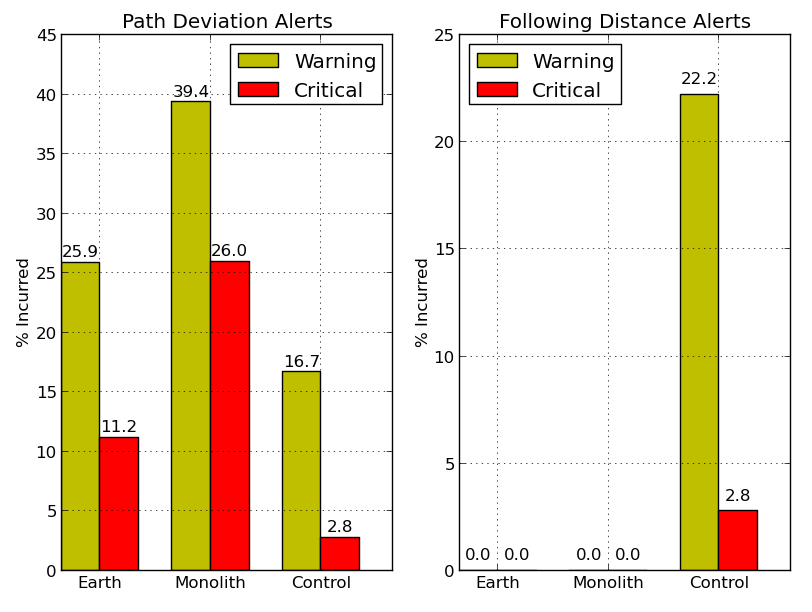 Path Deviation Alerts
45
40
35
30
25
20
15
10
5
0
% Incurred
Warning
Critical
25.9
11.2
39.4
26.0
16.7
2.8
Earth
Monolith
Control
Following Distance Alerts
25
20
15
10
5
0
% Incurred
Warning
Critical
0.0
0.0
0.0
0.0
22.2
2.8
Earth
Monolith
Control